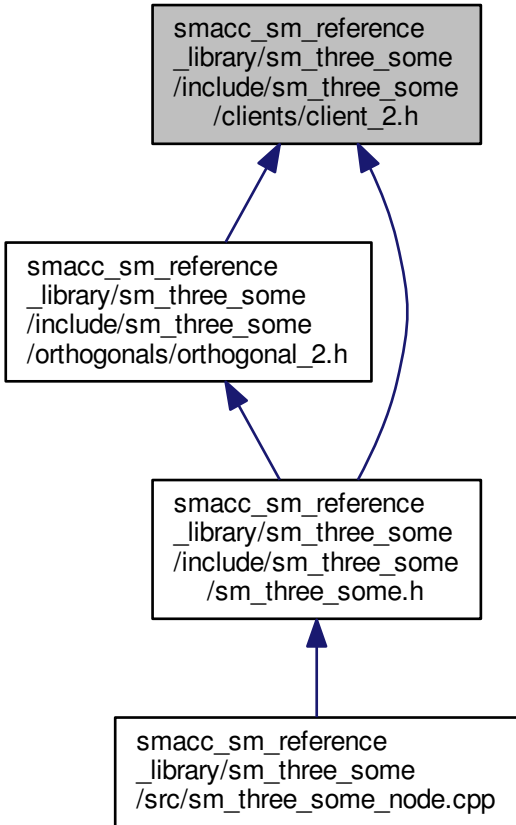 smacc_sm_reference
_library/sm_three_some
/include/sm_three_some
/clients/client_2.h
smacc_sm_reference
_library/sm_three_some
/include/sm_three_some
/orthogonals/orthogonal_2.h
smacc_sm_reference
_library/sm_three_some
/include/sm_three_some
/sm_three_some.h
smacc_sm_reference
_library/sm_three_some
/src/sm_three_some_node.cpp